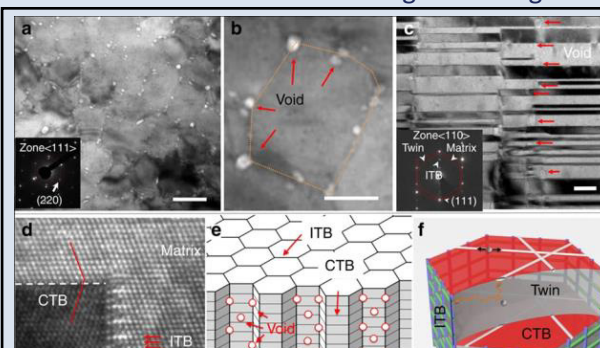 a
Zone<111>
(220)
b
Void
c
Void
Zone<110>
Twin
Matrix
ITB
(111)
d
Matrix
CTB
ITB
e
ITB
CTB
Void
f
Twin
ITB
CTB